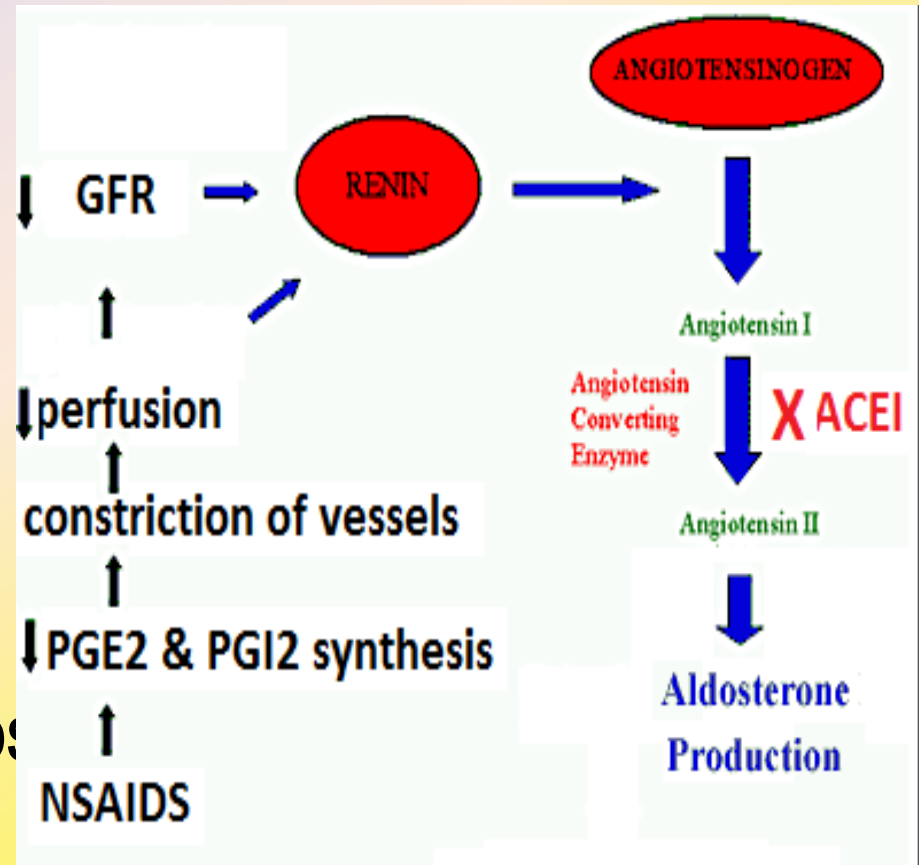 ANGIOTENSINOGEN
↓ GFR
RENIN
Angiotensin I
↓perfusion
Angiotensin
Converting
Enzyme
X ACEI
constriction of vessels
Angiotensin II
↓PGE2 & PGI2 synthesis
Aldosterone
Production
NSAIDS